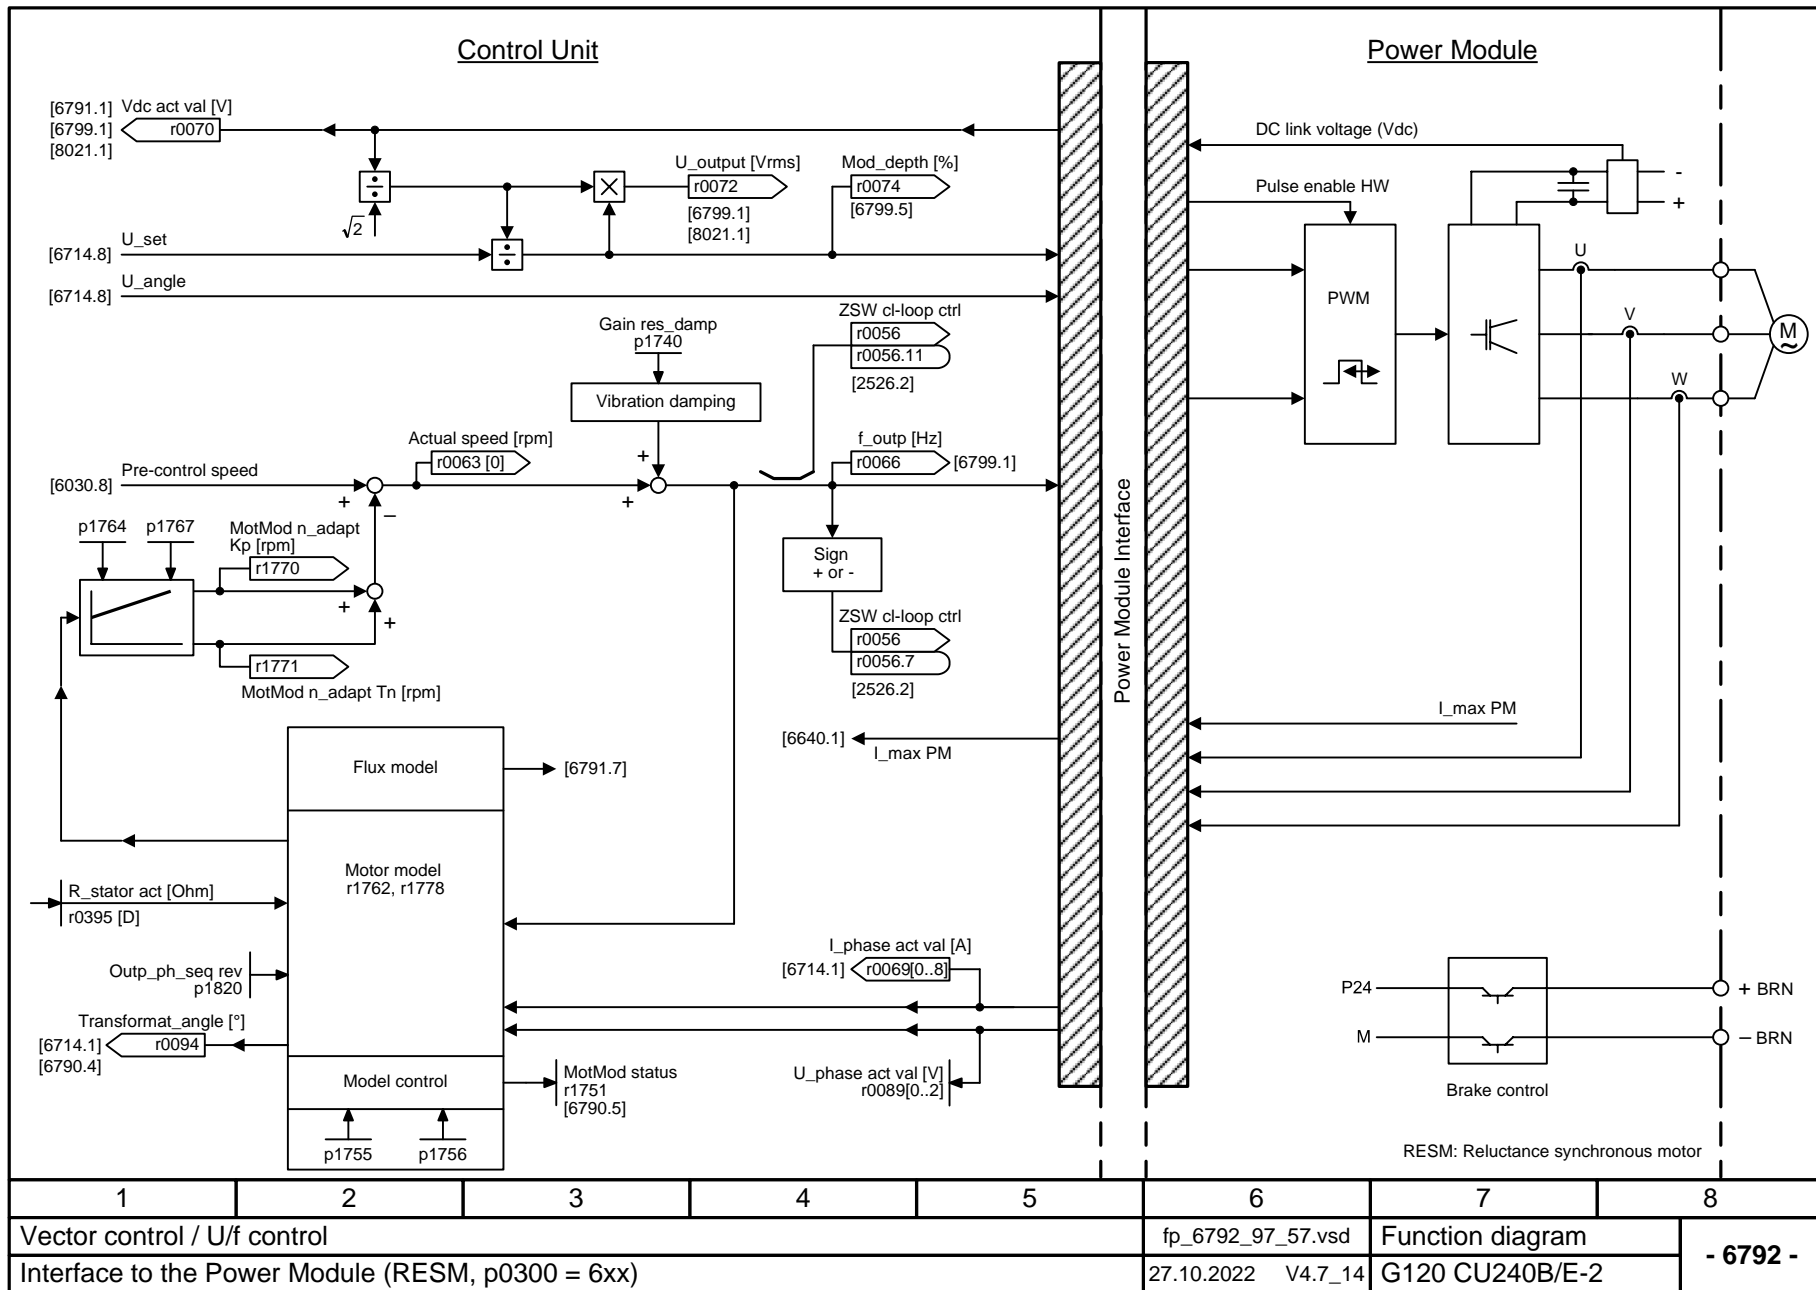 Control Unit
Power Module
[6791.1]
[6799.1]
[8021.1]
Vdc act val [V]
r0070
DC link voltage (Vdc)
÷
√2
×
U_output [Vrms]
r0072
[6799.1]
[8021.1]
Mod_depth [%]
r0074
[6799.5]
Pulse enable HW
-
+
[6714.8]
U_set
÷
[6714.8]
U_angle
PWM
U
V
W
M
~
Gain res_damp
p1740
Vibration damping
ZSW cl-loop ctrl
r0056
r0056.11
[2526.2]
Actual speed [rpm]
r0063 [0]
f_outp [Hz]
r0066
[6799.1]
[6030.8]
Pre-control speed
+
–
+
+
p1764
p1767
MotMod n_adapt
Kp [rpm]
r1770
+
+
r1771
MotMod n_adapt Tn [rpm]
Sign
+ or -
ZSW cl-loop ctrl
r0056
r0056.7
[2526.2]
Power Module Interface
[6640.1]
I_max PM
I_max PM
Flux model
[6791.7]
Motor model
r1762, r1778
R_stator act [Ohm]
r0395 [D]
Outp_ph_seq rev
p1820
Transformat_angle [°]
[6714.1]
[6790.4]
r0094
Model control
MotMod status
r1751
[6790.5]
p1755
p1756
I_phase act val [A]
[6714.1]
r0069[0..8]
U_phase act val [V]
r0089[0..2]
P24
+ BRN
M
– BRN
Brake control
RESM: Reluctance synchronous motor
1
2
3
4
5
6
7
8
Vector control / U/f control
fp_6792_97_57.vsd
Function diagram
- 6792 -
Interface to the Power Module (RESM, p0300 = 6xx)
27.10.2022
V4.7_14
G120 CU240B/E-2